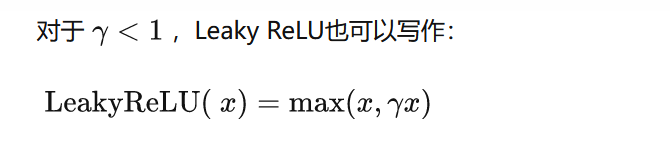 对于 γ < 1 ，Leaky ReLU也可以写作：
LeakyReLU( x) = max(x, γx)